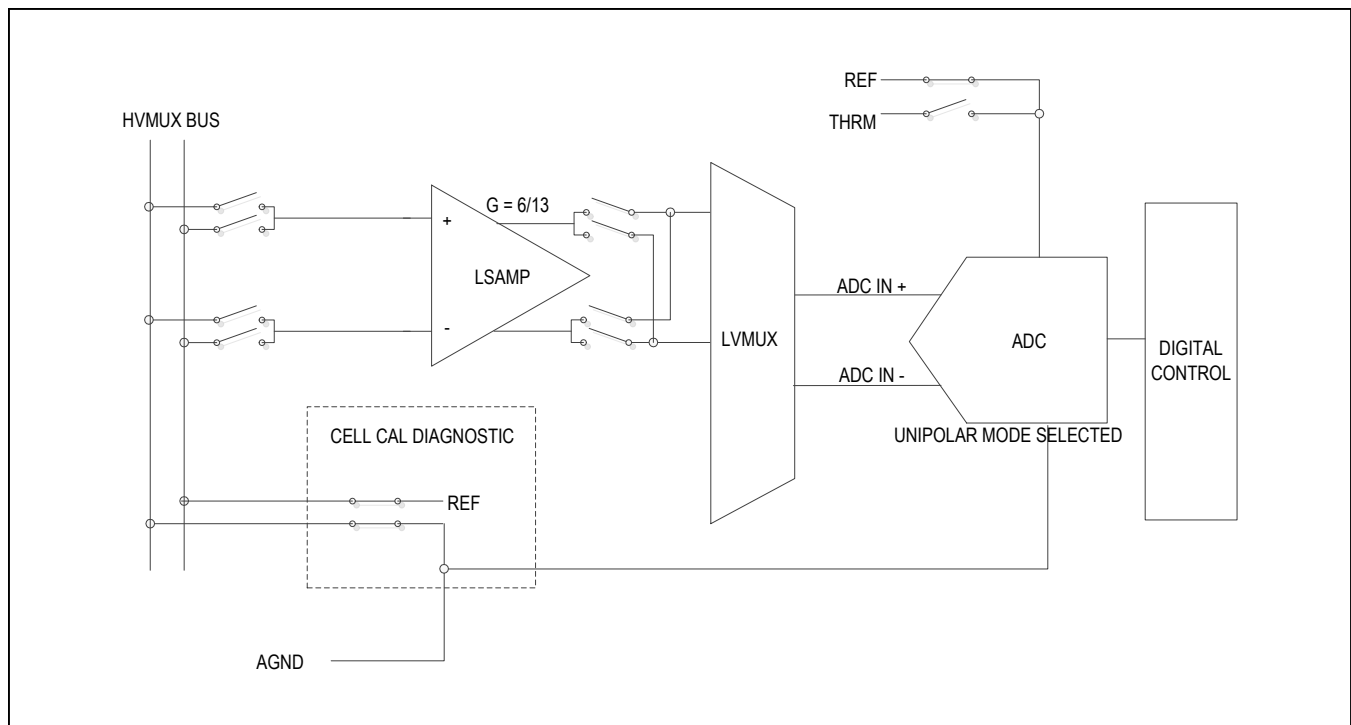 REF
THRM
HVMUX BUS
G = 6/13
+
LSAMP
-
LVMUX
ADC IN +
ADC IN -
ADC
UNIPOLAR MODE SELECTED
DIGITAL
CONTROL
CELL CAL DIAGNOSTIC
REF
AGND